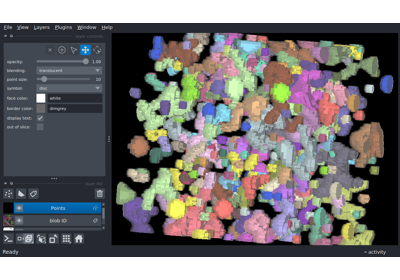 File View Layers Plugins Window Help
opacity: 1.00
blending: translucent
point size: 10
symbol: disc
face color: white
border color: dimgrey
display text: ✓
out of slice:
Points
blob ID
Ready
activity